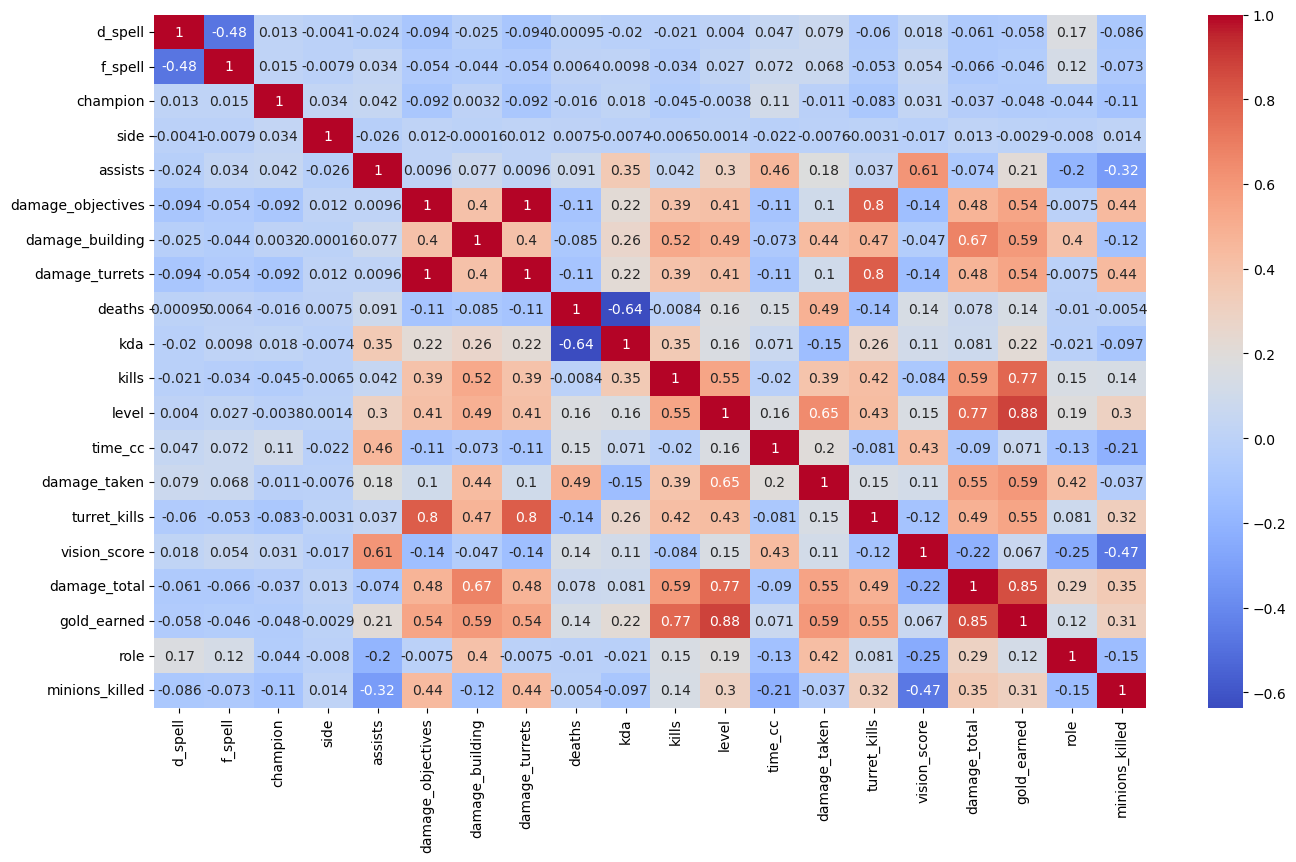 d_spell 1 -0.48 0.013 -0.0041 -0.024 -0.094 -0.025 -0.094 0.00095 -0.02 -0.021 0.004 0.047 0.079 -0.06 0.018 -0.061 -0.058 0.17 -0.086
f_spell -0.48 1 0.015 -0.0079 0.034 -0.054 -0.044 -0.054 0.0064 0.0098 -0.034 0.027 0.072 0.068 -0.053 0.054 -0.066 -0.046 0.12 -0.073
champion 0.013 0.015 1 0.034 0.042 -0.092 0.0032 -0.092 -0.016 0.018 -0.045 -0.0038 0.11 -0.011 -0.083 0.031 -0.037 -0.048 -0.044 -0.11
side -0.0041 -0.0079 0.034 1 -0.026 0.012 -0.00016 0.012 0.0075 -0.0074 -0.0065 0.0014 -0.022 -0.0076 -0.0031 -0.017 0.013 -0.0029 -0.008 0.014
assists -0.024 0.034 0.042 -0.026 1 0.0096 0.077 0.0096 0.091 0.35 0.042 0.3 0.46 0.18 0.037 0.61 -0.074 0.21 -0.2 -0.32
damage_objectives -0.094 -0.054 -0.092 0.012 0.0096 1 0.4 1 -0.11 0.22 0.39 0.41 -0.11 0.1 0.8 -0.14 0.48 0.54 -0.0075 0.44
damage_building -0.025 -0.044 0.0032 -0.00016 0.077 0.4 1 0.4 -0.085 0.26 0.52 0.49 -0.073 0.44 0.47 -0.047 0.67 0.59 0.4 -0.12
damage_turrets -0.094 -0.054 -0.092 0.012 0.0096 1 0.4 1 -0.11 0.22 0.39 0.41 -0.11 0.1 0.8 -0.14 0.48 0.54 -0.0075 0.44
deaths 0.00095 0.0064 -0.016 0.0075 0.091 -0.11 -0.085 -0.11 1 -0.64 -0.0084 0.16 0.15 0.49 -0.14 0.14 0.078 0.14 -0.01 -0.0054
kda -0.02 0.0098 0.018 -0.0074 0.35 0.22 0.26 0.22 -0.64 1 0.35 0.16 0.071 -0.15 0.26 0.11 0.081 0.22 -0.021 -0.097
kills -0.021 -0.034 -0.045 -0.0065 0.042 0.39 0.52 0.39 -0.0084 0.35 1 0.55 -0.02 0.39 0.42 -0.084 0.59 0.77 0.15 0.14
level 0.004 0.027 -0.0038 0.0014 0.3 0.41 0.49 0.41 0.16 0.16 0.55 1 0.16 0.65 0.43 0.15 0.77 0.88 0.19 0.3
time_cc 0.047 0.072 0.11 -0.022 0.46 -0.11 -0.073 -0.11 0.15 0.071 -0.02 0.16 1 0.2 -0.081 0.43 -0.09 0.071 -0.13 -0.21
damage_taken 0.079 0.068 -0.011 -0.0076 0.18 0.1 0.44 0.1 0.49 -0.15 0.39 0.65 0.2 1 0.15 0.11 0.55 0.59 0.42 -0.037
turret_kills -0.06 -0.053 -0.083 -0.0031 0.037 0.8 0.47 0.8 -0.14 0.26 0.42 0.43 -0.081 0.15 1 -0.12 0.49 0.55 0.081 0.32
vision_score 0.018 0.054 0.031 -0.017 0.61 -0.14 -0.047 -0.14 0.14 0.11 -0.084 0.15 0.43 0.11 -0.12 1 -0.22 0.067 -0.25 -0.47
damage_total -0.061 -0.066 -0.037 0.013 -0.074 0.48 0.67 0.48 0.078 0.081 0.59 0.77 -0.09 0.55 0.49 -0.22 1 0.85 0.29 0.35
gold_earned -0.058 -0.046 -0.048 -0.0029 0.21 0.54 0.59 0.54 0.14 0.22 0.77 0.88 0.071 0.59 0.55 0.067 0.85 1 0.12 0.31
role 0.17 0.12 -0.044 -0.008 -0.2 -0.0075 0.4 -0.0075 -0.01 -0.021 0.15 0.19 -0.13 0.42 0.081 -0.25 0.29 0.12 1 -0.15
minions_killed -0.086 -0.073 -0.11 0.014 -0.32 0.44 -0.12 0.44 -0.0054 -0.097 0.14 0.3 -0.21 -0.037 0.32 -0.47 0.35 0.31 -0.15 1
d_spell
f_spell
champion
side
assists
damage_objectives
damage_building
damage_turrets
deaths
kda
kills
level
time_cc
damage_taken
turret_kills
vision_score
damage_total
gold_earned
role
minions_killed
1.0
0.8
0.6
0.4
0.2
0.0
-0.2
-0.4
-0.6